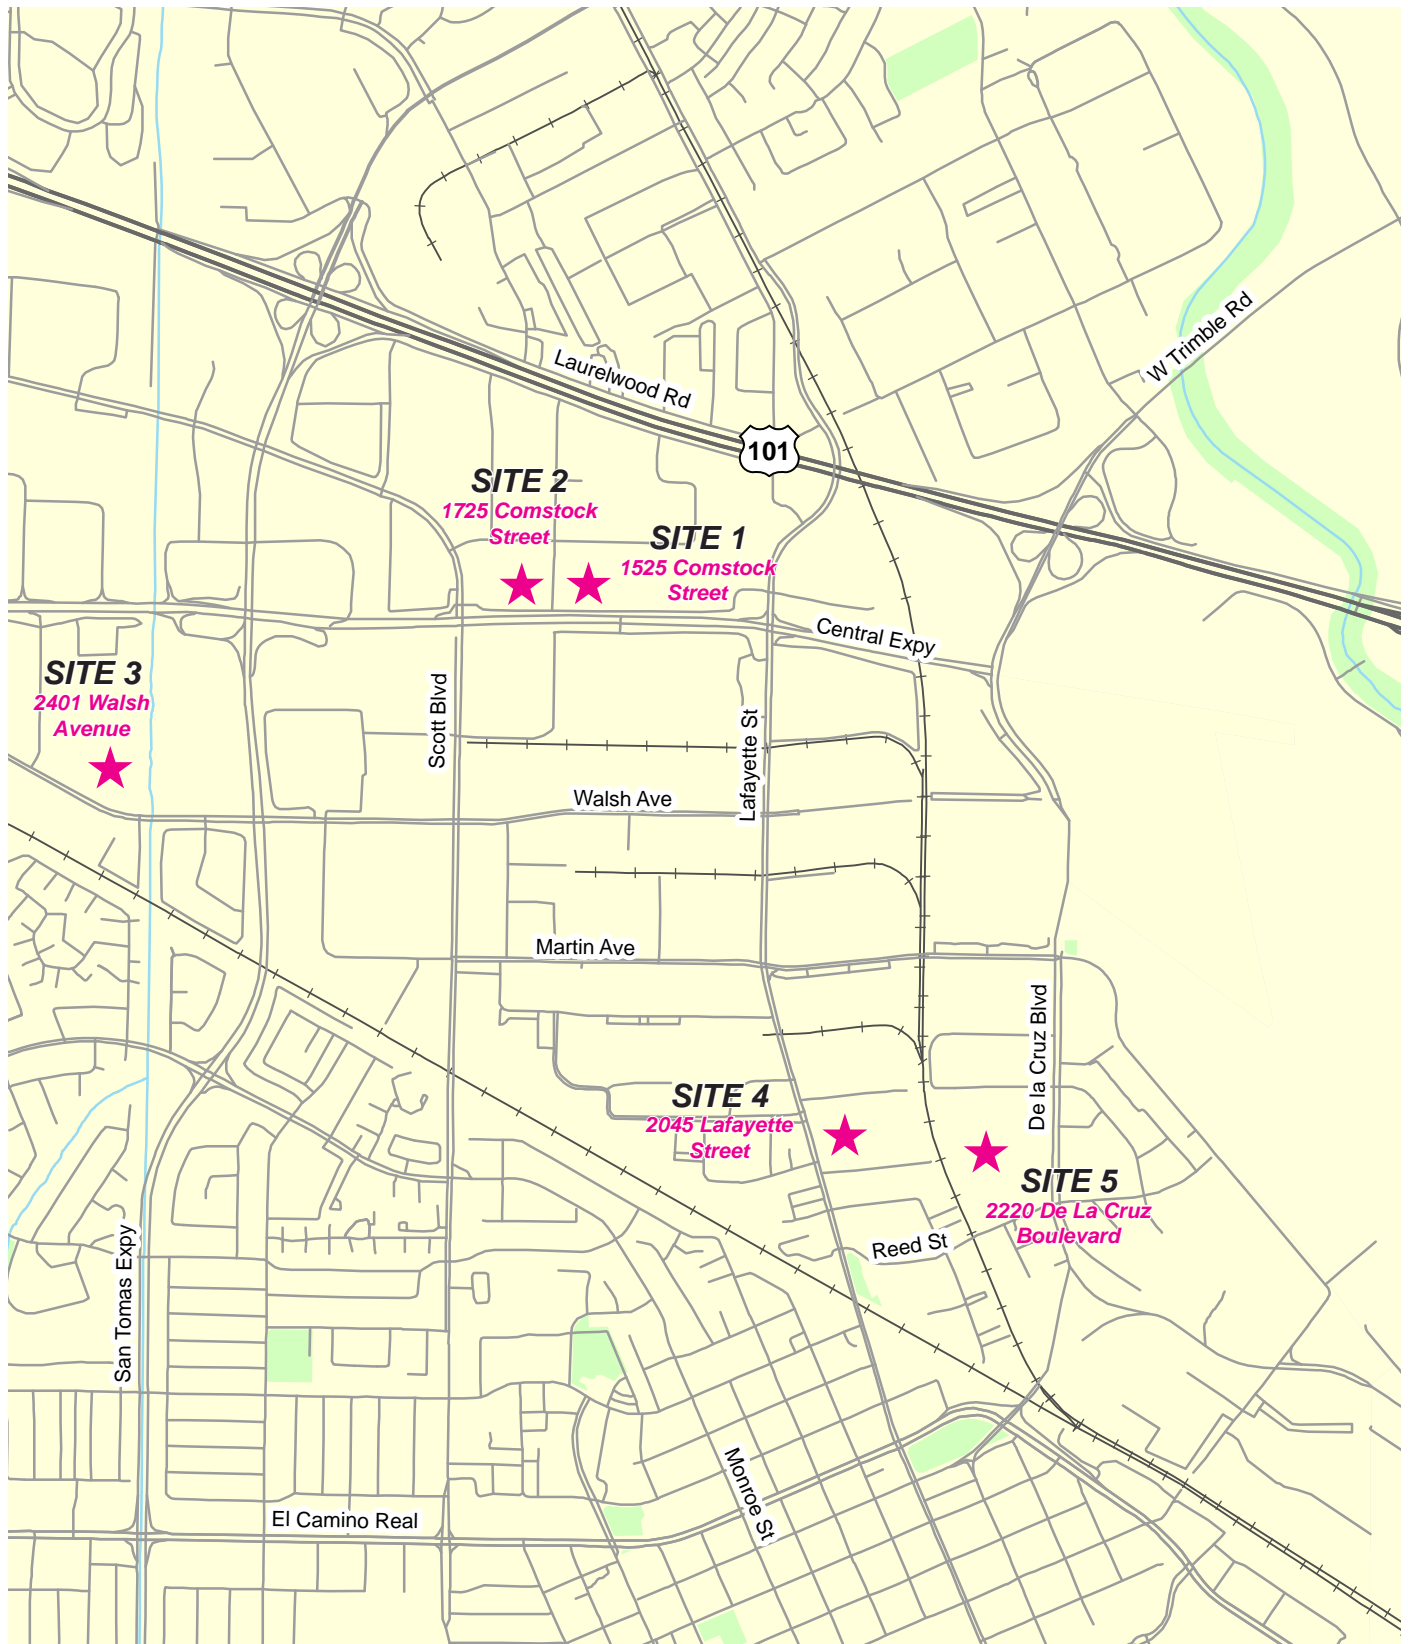 W Trimble Rd
Laurelwood Rd
101
SITE 2
1725 Comstock
Street
SITE 1
1525 Comstock
Street
Central Expy
SITE 3
2401 Walsh
Avenue
Scott Blvd
Lafayette St
Walsh Ave
Martin Ave
De la Cruz Blvd
SITE 4
2045 Lafayette
Street
SITE 5
2220 De La Cruz
Boulevard
Reed St
San Tomas Expy
Monroe St
El Camino Real